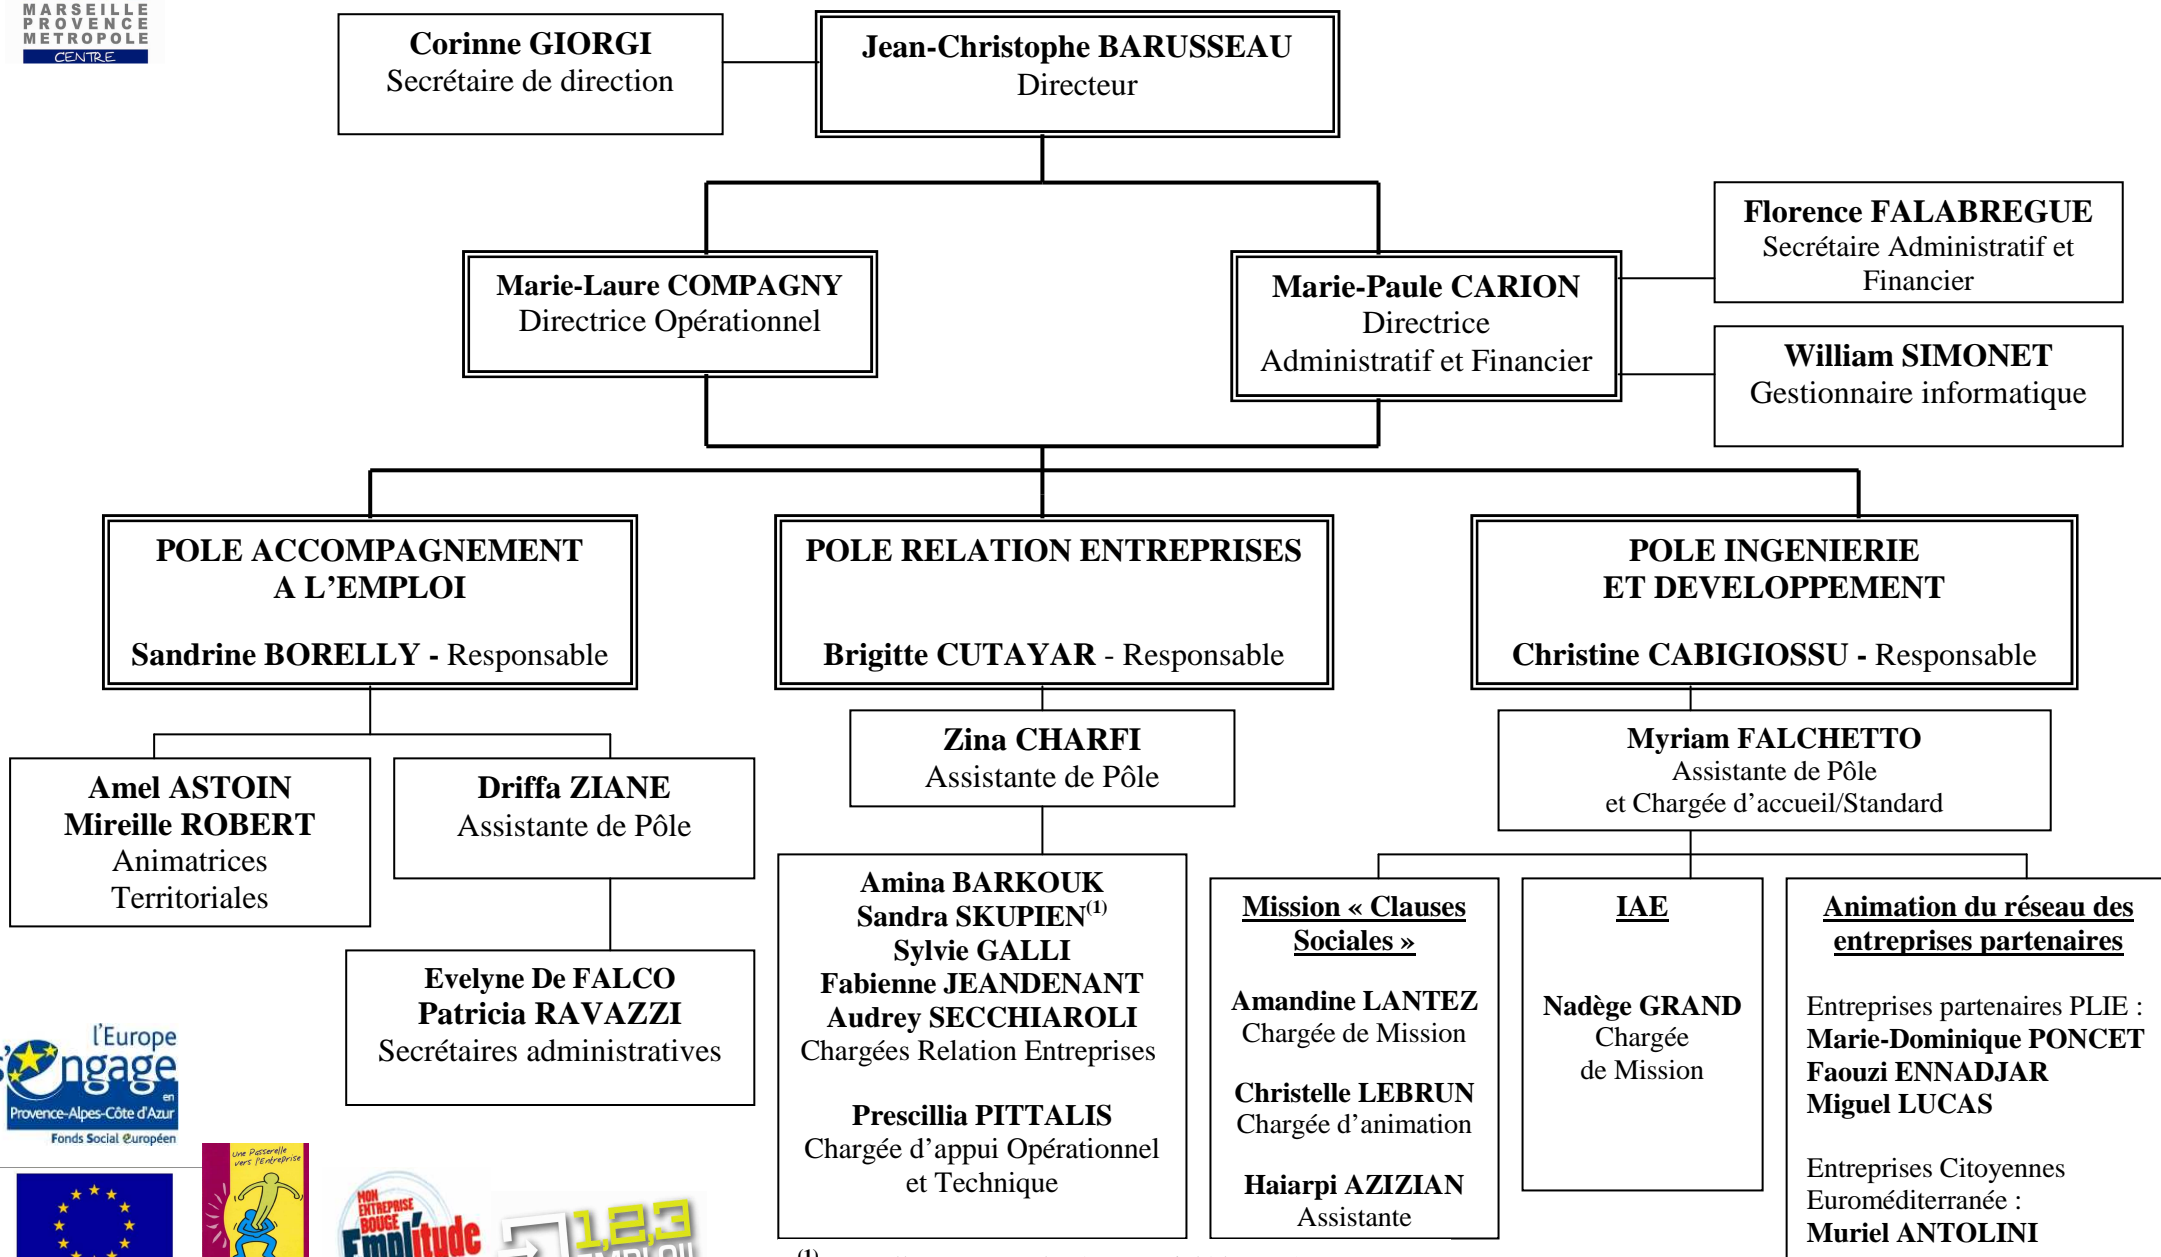 MARSEILLE
PROVENCE
METROPOLE
CENTRE
Corinne GIORGI
Secrétaire de direction
Jean-Christophe BARUSSEAU
Directeur
Marie-Laure COMPAGNY
Directrice Opérationnel
Marie-Paule CARION
Directrice
Administratif et Financier
Florence FALABREGUE
Secrétaire Administratif et
Financier
William SIMONET
Gestionnaire informatique
POLE ACCOMPAGNEMENT
A L’EMPLOI
Sandrine BORELLY - Responsable
POLE RELATION ENTREPRISES
Brigitte CUTAYAR - Responsable
POLE INGENIERIE
ET DEVELOPPEMENT
Christine CABIGIOSSU - Responsable
Amel ASTOIN
Mireille ROBERT
Animatrices
Territoriales
Driffa ZIANE
Assistante de Pôle
Evelyne De FALCO
Patricia RAVAZZI
Secrétaires administratives
Zina CHARFI
Assistante de Pôle
Amina BARKOUK
Sandra SKUPIEN(1)
Sylvie GALLI
Fabienne JEANDENANT
Audrey SECCHIAROLI
Chargées Relation Entreprises
Prescillia PITTALIS
Chargée d’appui Opérationnel
et Technique
Myriam FALCHETTO
Assistante de Pôle
et Chargée d’accueil/Standard
Mission « Clauses
Sociales »
Amandine LANTEZ
Chargée de Mission
Christelle LEBRUN
Chargée d’animation
Haiarpi AZIZIAN
Assistante
IAE
Nadège GRAND
Chargée
de Mission
Animation du réseau des
entreprises partenaires
Entreprises partenaires PLIE :
Marie-Dominique PONCET
Faouzi ENNADJAR
Miguel LUCAS
Entreprises Citoyennes
Euroméditerranée :
Muriel ANTOLINI
l'Europe
s'engage
en
Provence-Alpes-Côte d'Azur
Fonds Social Européen
Une Passerelle
vers l'Entreprise
MON
ENTREPRISE
BOUGE
Emplitude
1,2,3
EMPLOI!
(1)